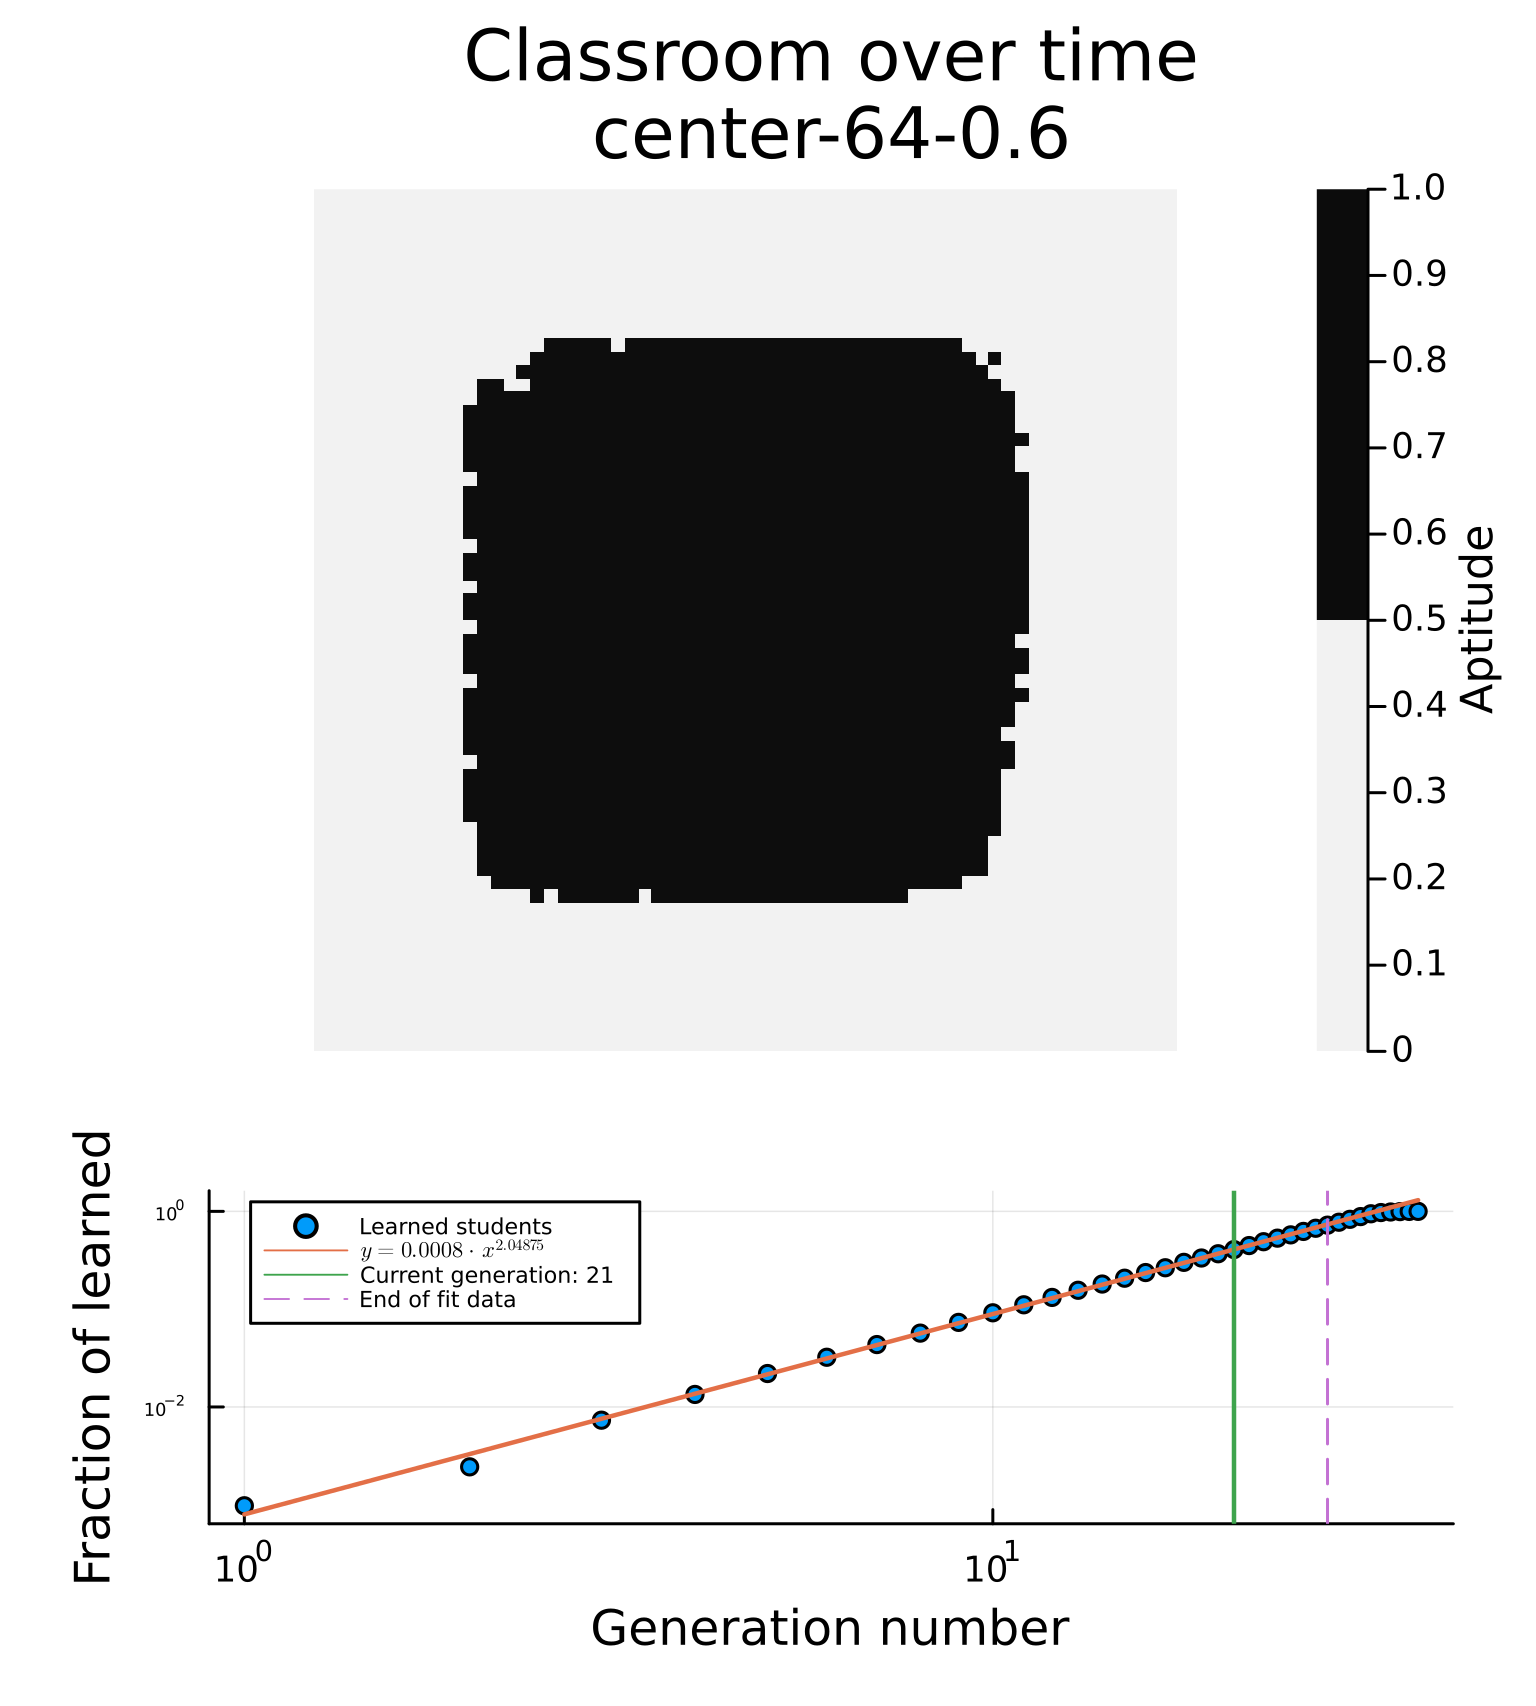 Classroom over time
center-64-0.6
1.0
0.9
0.8
0.7
0.6
0.5
0.4
0.3
0.2
0.1
0
Aptitude
Fraction of learned
10^0
10^-2
Learned students
y = 0.0008 · x^2.04875
Current generation: 21
End of fit data
10^0
10^1
Generation number